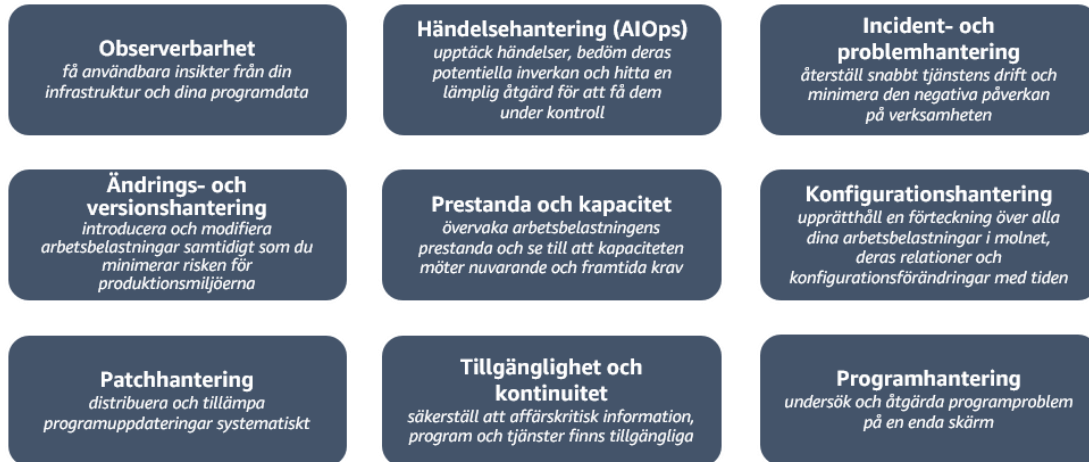 Observerbarhet
få användbara insikter från din
infrastruktur och dina programdata
Händelsehantering (AIOps)
upptäck händelser, bedöm deras
potentiella inverkan och hitta en
lämplig åtgärd för att få dem
under kontroll
Incident- och
problemhantering
återställ snabbt tjänstens drift och
minimera den negativa påverkan
på verksamheten
Ändrings- och
versionshantering
introducera och modifiera
arbetsbelastningar samtidigt som du
minimerar risken för
produktionsmiljöerna
Prestanda och kapacitet
övervaka arbetsbelastningens
prestanda och se till att kapaciteten
möter nuvarande och framtida krav
Konfigurationshantering
upprätthåll en förteckning över alla
dina arbetsbelastningar i molnet,
deras relationer och
konfigurationsförändringar med tiden
Patchhantering
distribuera och tillämpa
programuppdateringar systematiskt
Tillgänglighet och
kontinuitet
säkerställ att affärskritisk information,
program och tjänster finns tillgängliga
Programhantering
undersök och åtgärda programproblem
på en enda skärm